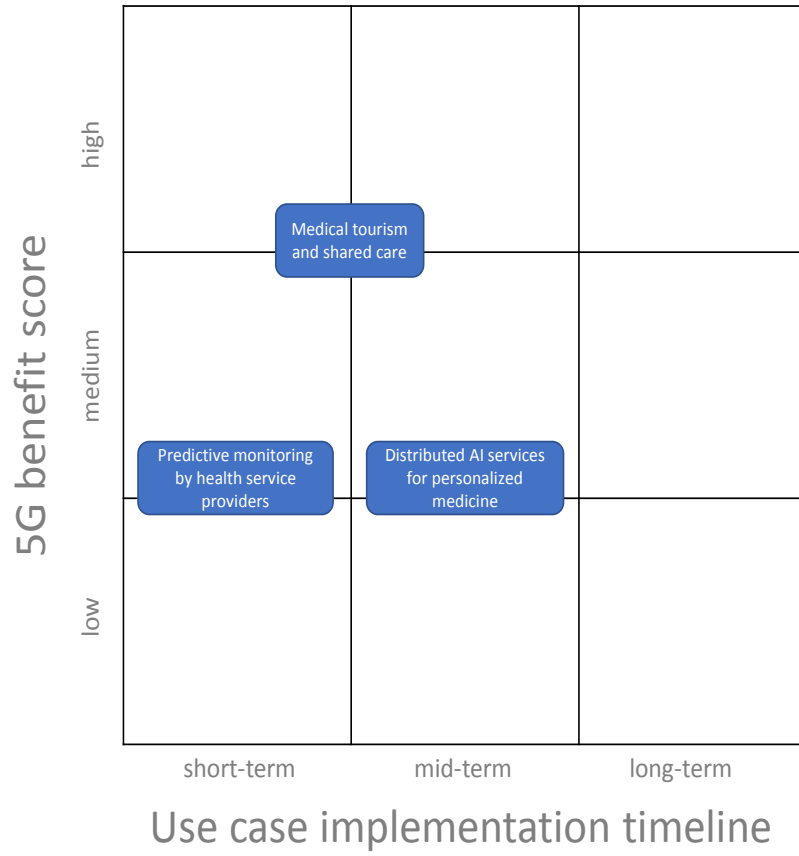 5G benefit score
high
medium
low
Medical tourism
and shared care
Predictive monitoring
by health service
providers
Distributed AI services
for personalized
medicine
short-term
mid-term
long-term
Use case implementation timeline